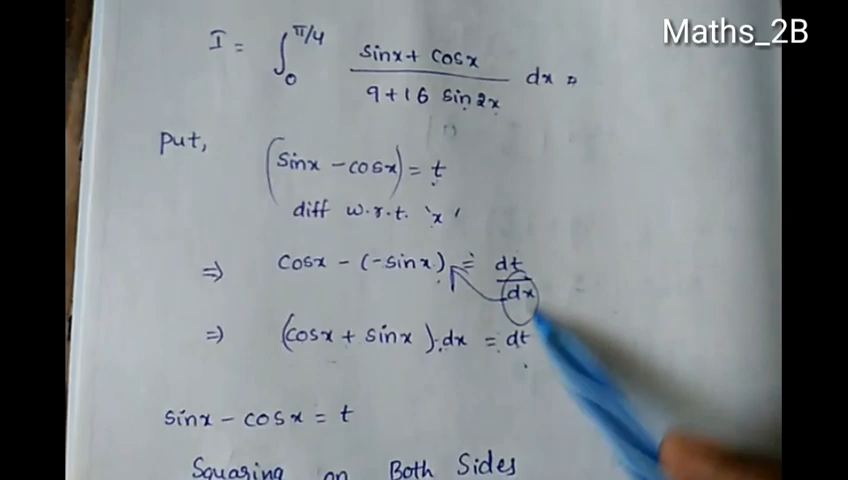 Maths_2B
I = ∫₀^π/4 (sinx + cosx)/(9+16 sin2x) dx =
Put,
(sinx - cosx) = t
diff w.r.t. 'x'
⇒ cosx - (-sinx) = dt/dx
⇒ (cosx + sinx).dx = dt
sinx - cosx = t
Squaring on Both Sides